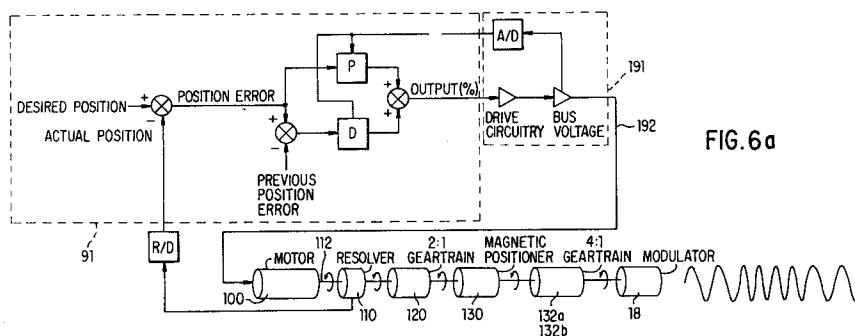 A/D
191
P
+
OUTPUT(%)
+
DESIRED POSITION
+
POSITION ERROR
-
ACTUAL POSITION
+
-
D
PREVIOUS
POSITION
ERROR
DRIVE
CIRCUITRY
BUS
VOLTAGE
192
FIG.6a
91
R/D
MOTOR
112
RESOLVER
2:1
GEARTRAIN
MAGNETIC
POSITIONER
4:1
GEARTRAIN
MODULATOR
100
110
120
130
132a
132b
18